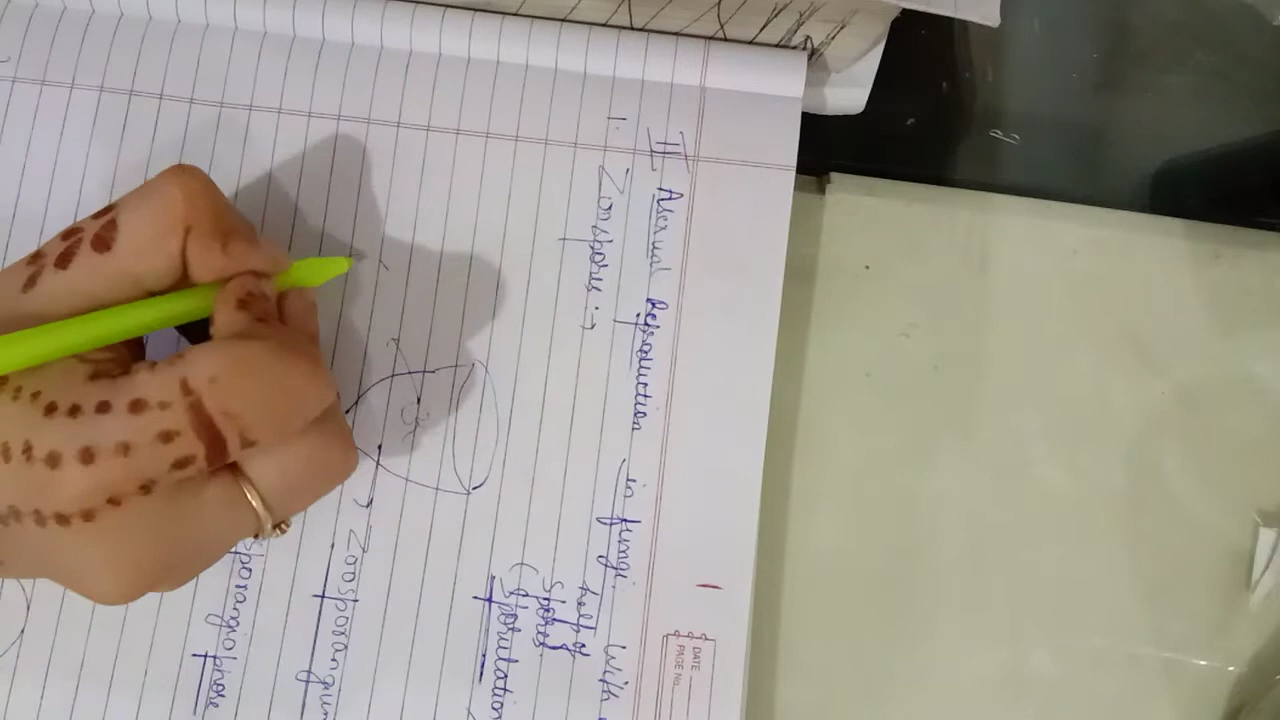 DATE
PAGE No.
II Asexual Reproduction in fungi. With
help of
spores
(Sporulation
1. Zoospores :→
→ Zoosporangium
sporangiophore